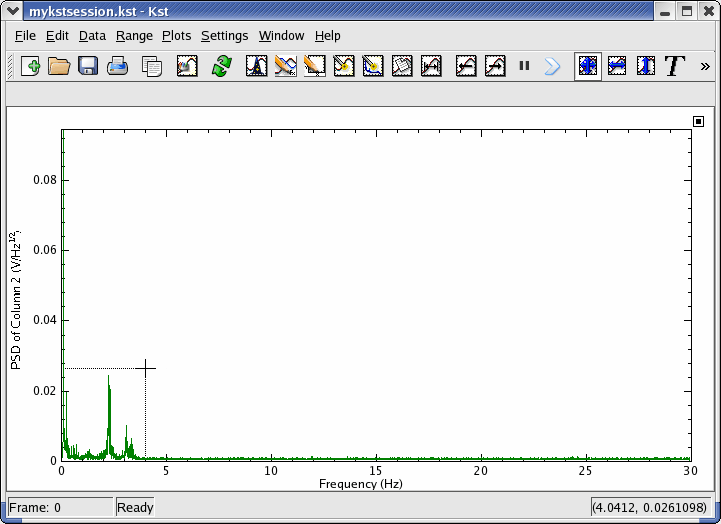 mykstsession.kst - Kst
File Edit Data Range Plots Settings Window Help
T »
0.08
0.06
0.04
0.02
0
PSD of Column 2 (V/Hz^1/2)
0 5 10 15 20 25 30
Frequency (Hz)
Frame: 0 Ready (4.0412, 0.0261098)